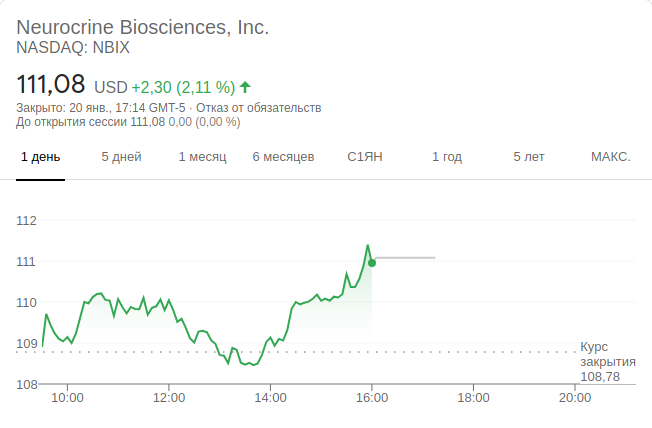 Neurocrine Biosciences, Inc.
NASDAQ: NBIX
111,08 USD +2,30 (2,11 %)
Закрыто: 20 янв., 17:14 GMT-5 · Отказ от обязательств
До открытия сессии 111,08 0,00 (0,00 %)
1 день 5 дней 1 месяц 6 месяцев С1ЯН 1 год 5 лет МАКС.
112
111
110
109
108
Курс
закрытия
108,78
10:00 12:00 14:00 16:00 18:00 20:00